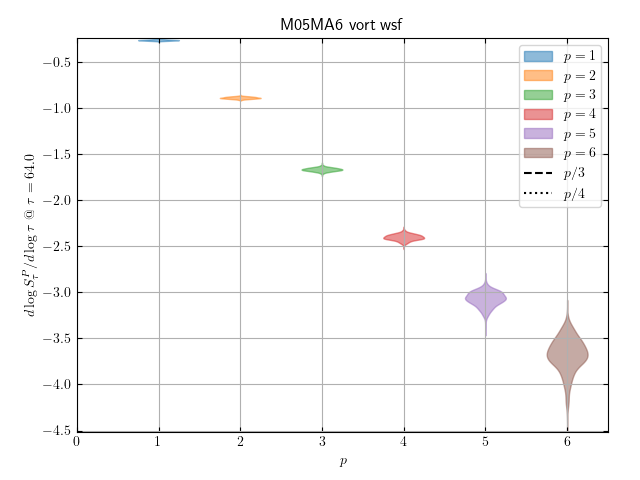 M05MA6 vort wsf
d log S_τ^P / d log τ @ τ = 64.0
−0.5
−1.0
−1.5
−2.0
−2.5
−3.0
−3.5
−4.0
−4.5
p = 1
p = 2
p = 3
p = 4
p = 5
p = 6
p/3
p/4
0 1 2 3 4 5 6
p